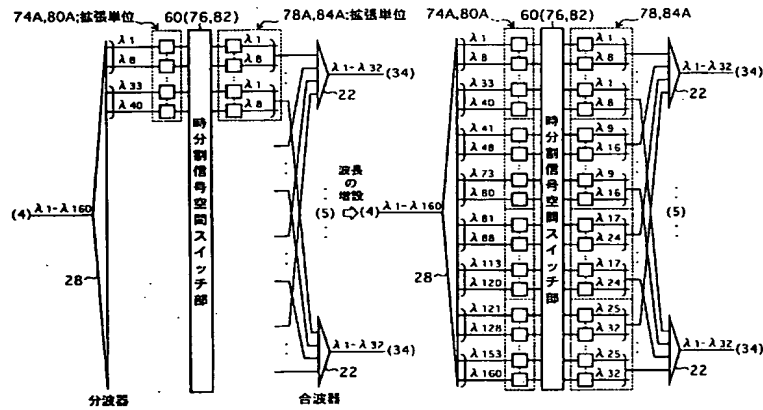 74A,80A;拡張単位
60(76,82)
78A,84A;拡張単位
λ1
λ8
λ33
λ40
λ1
λ8
λ1
λ8
時分割信号空間スイッチ部
λ1-λ32
(34)
22
(4)
λ1-λ160
28
(5)
λ1-λ32
(34)
22
分波器
合波器
波長の増設
74A,80A
60(76,82)
78,84A
λ1
λ8
λ33
λ40
λ41
λ48
λ73
λ80
λ81
λ88
λ113
λ120
λ121
λ128
λ153
λ160
時分割信号空間スイッチ部
λ1
λ8
λ1
λ8
λ9
λ16
λ9
λ16
λ17
λ24
λ17
λ24
λ25
λ32
λ25
λ32
λ1-λ32
(34)
22
(4)
λ1-λ160
28
(5)
λ1-λ32
(34)
22